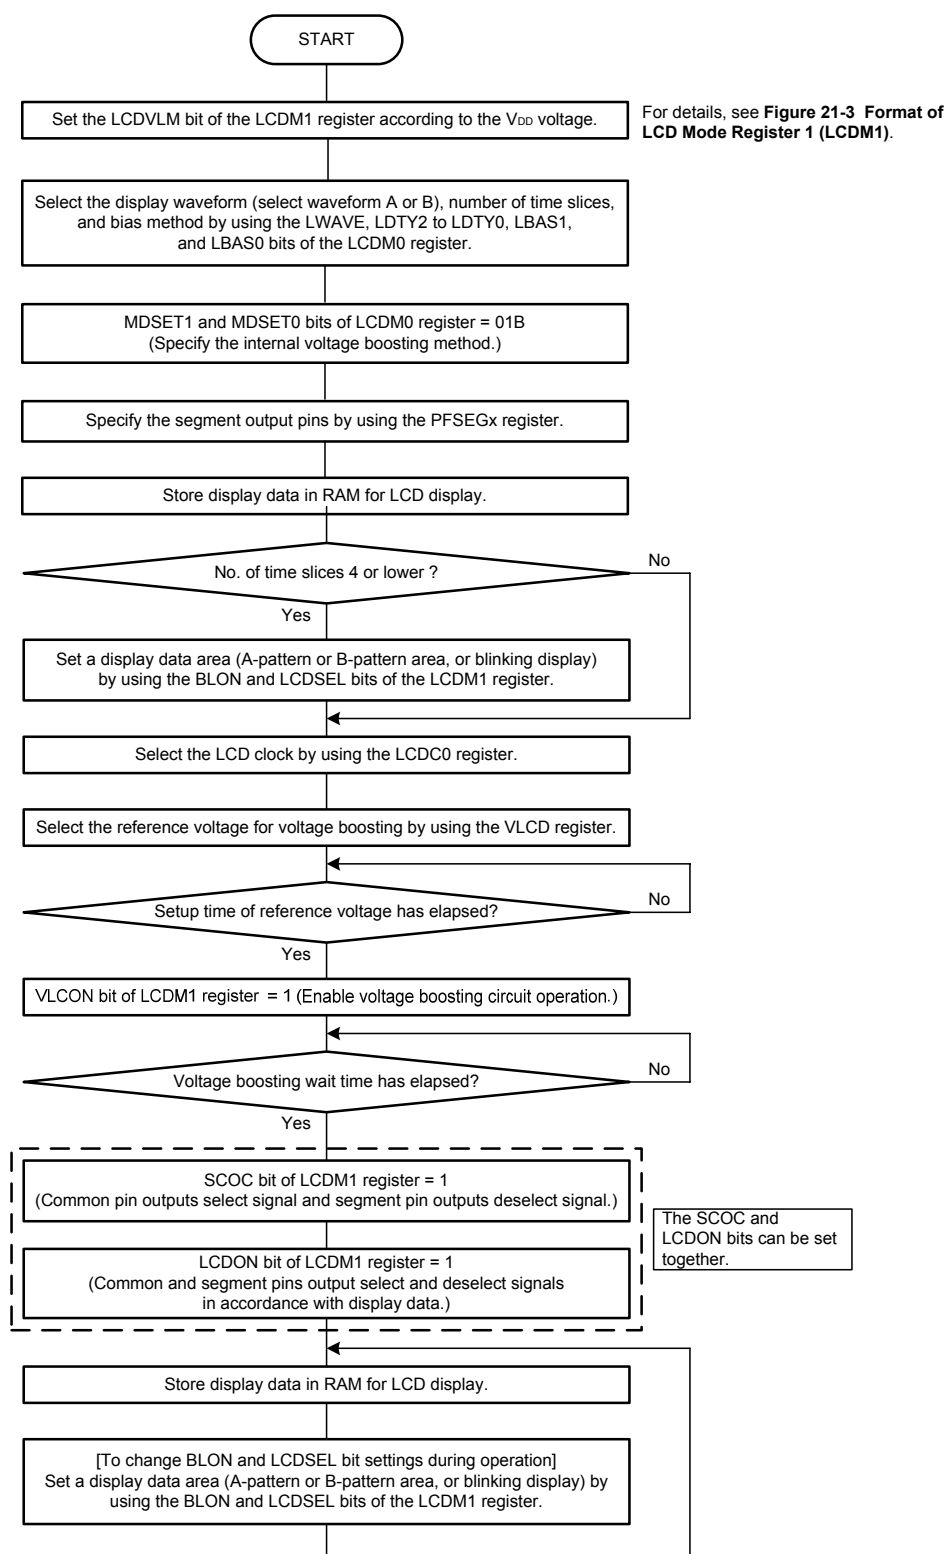 START
Set the LCDVLM bit of the LCDM1 register according to the VDD voltage.
For details, see Figure 21-3 Format of
LCD Mode Register 1 (LCDM1).
Select the display waveform (select waveform A or B), number of time slices,
and bias method by using the LWAVE, LDTY2 to LDTY0, LBAS1,
and LBAS0 bits of the LCDM0 register.
MDSET1 and MDSET0 bits of LCDM0 register = 01B
(Specify the internal voltage boosting method.)
Specify the segment output pins by using the PFSEGx register.
Store display data in RAM for LCD display.
No. of time slices 4 or lower ?
No
Yes
Set a display data area (A-pattern or B-pattern area, or blinking display)
by using the BLON and LCDSEL bits of the LCDM1 register.
Select the LCD clock by using the LCDC0 register.
Select the reference voltage for voltage boosting by using the VLCD register.
Setup time of reference voltage has elapsed?
No
Yes
VLCON bit of LCDM1 register = 1 (Enable voltage boosting circuit operation.)
Voltage boosting wait time has elapsed?
No
Yes
SCOC bit of LCDM1 register = 1
(Common pin outputs select signal and segment pin outputs deselect signal.)
The SCOC and
LCDON bits can be set
together.
LCDON bit of LCDM1 register = 1
(Common and segment pins output select and deselect signals
in accordance with display data.)
Store display data in RAM for LCD display.
[To change BLON and LCDSEL bit settings during operation]
Set a display data area (A-pattern or B-pattern area, or blinking display) by
using the BLON and LCDSEL bits of the LCDM1 register.